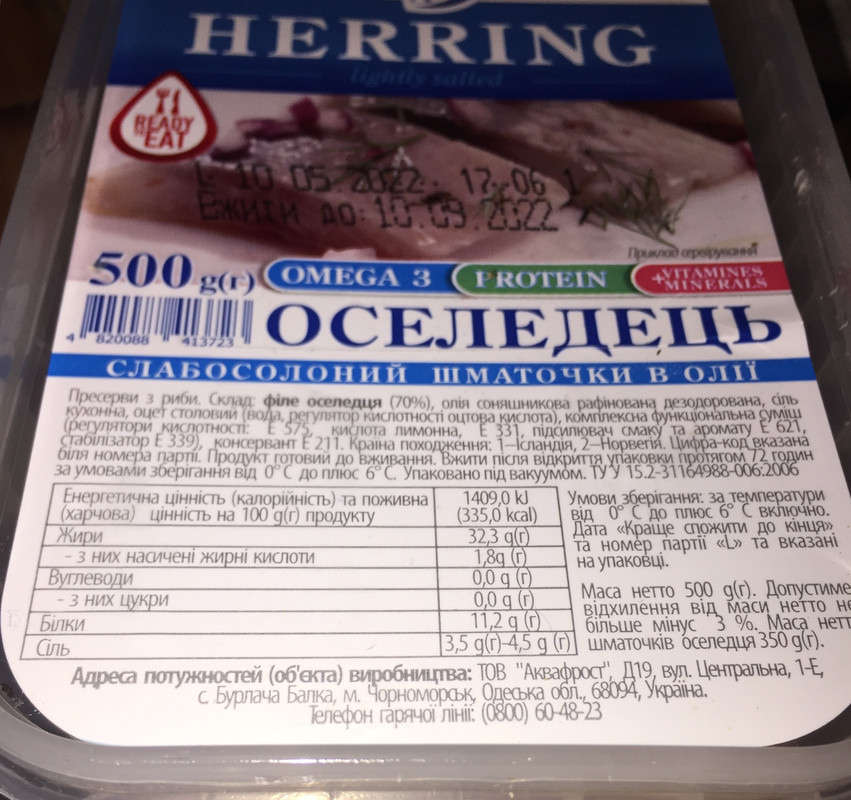 HERRING
lightly salted
READY
TO
EAT
L 10 05.2022. 17-06 1
Вжити до: 10.09.2022
Приклад сервірування
500 g(г) OMEGA 3 PROTEIN +VITAMINES MINERALS
4 820088 413723
ОСЕЛЕДЕЦЬ
СЛАБОСОЛОНИЙ ШМАТОЧКИ В ОЛІЇ
Пресерви з риби. Склад: філе оселедця (70%), олія соняшникова рафінована дезодорована, сіль
кухонна, оцет столовий (вода, регулятор кислотності оцтова кислота), комплексна функціональна суміш
(регулятори кислотності: Е 575, кислота лимонна, Е 331, підсилювач смаку та аромату Е 621,
стабілізатор Е 339), консервант Е 211. Країна походження: 1–Ісландія, 2–Норвегія. Цифра-код вказана
біля номера партії. Продукт готовий до вживання. Вжити після відкриття упаковки протягом 72 годин
за умовами зберігання від 0° С до плюс 6° С. Упаковано під вакуумом. ТУ У 15.2-31164988-006:2006
Енергетична цінність (калорійність) та поживна 1409,0 kJ
(харчова) цінність на 100 g(г) продукту (335,0 kcal)
Жири 32,3 g(г)
- з них насичені жирні кислоти 1,8g (г)
Вуглеводи 0,0 g (г)
- з них цукри 0,0 g (г)
Білки 11,2 g (г)
Сіль 3,5 g(г)-4,5 g (г)
Умови зберігання: за температури
від 0° С до плюс 6° С включно.
Дата «Краще спожити до кінця»
та номер партії «L» та вказані
на упаковці.
Маса нетто 500 g(г). Допустиме
відхилення від маси нетто не
більше мінус 3 %. Маса нетт
шматочків оселедця 350 g(г).
Адреса потужностей (об'єкта) виробництва: ТОВ "Аквафрост", Д19, вул. Центральна, 1-Е,
с. Бурлача Балка, м. Чорноморськ, Одеська обл., 68094, Україна.
Телефон гарячої лінії: (0800) 60-48-23